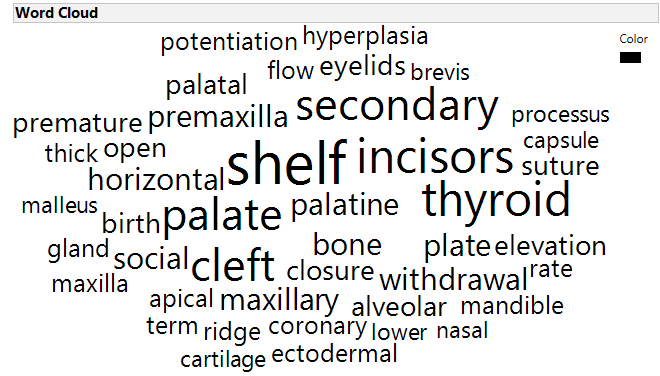 Word Cloud
Color
potentiation hyperplasia
flow eyelids brevis
palatal
premaxilla secondary processus
premature
thick open shelf incisors capsule
horizontal suture
malleus birth palate palatine thyroid
gland social cleft bone plate elevation
maxilla closure withdrawal rate
apical maxillary alveolar mandible
term ridge coronary lower nasal
cartilage ectodermal